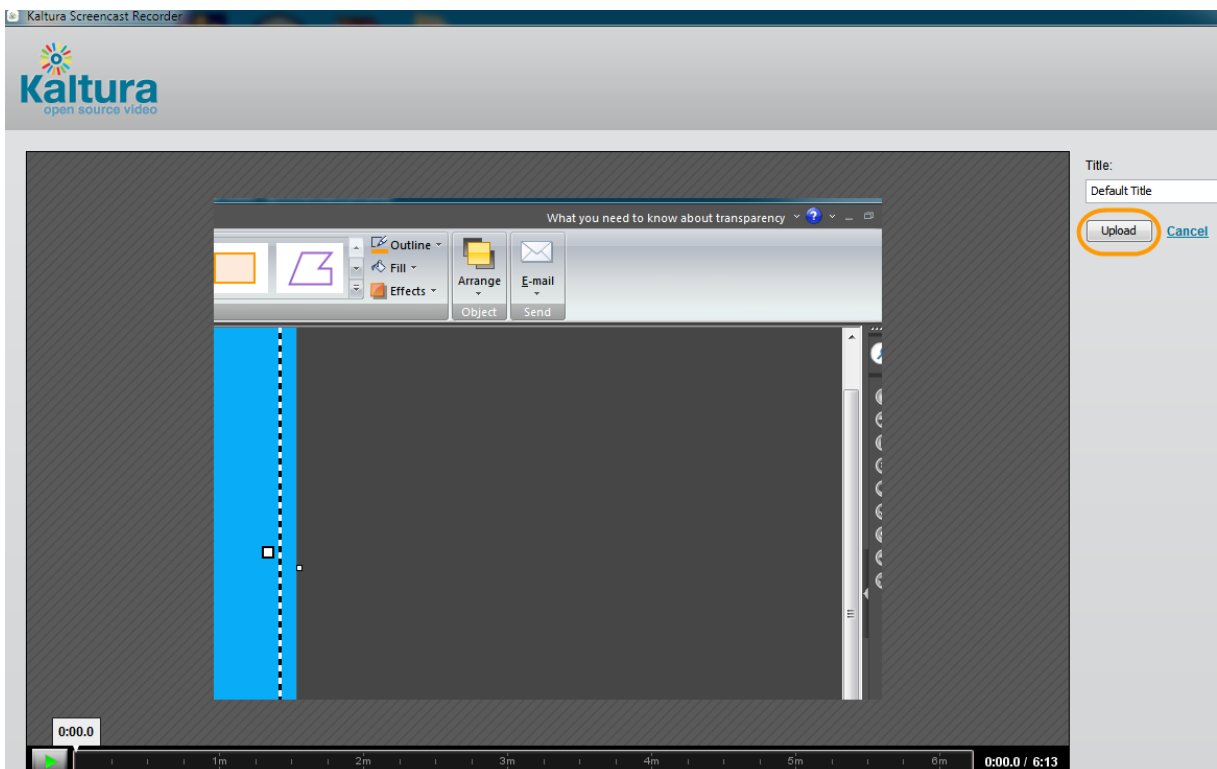 Kaltura Screencast Recorder
Kaltura
open source video
Title:
Default Title
Upload Cancel
What you need to know about transparency
Outline
Fill
Effects
Arrange
E-mail
Object
Send
0:00.0
1m 2m 3m 4m 5m 6m 0:00.0 / 6:13